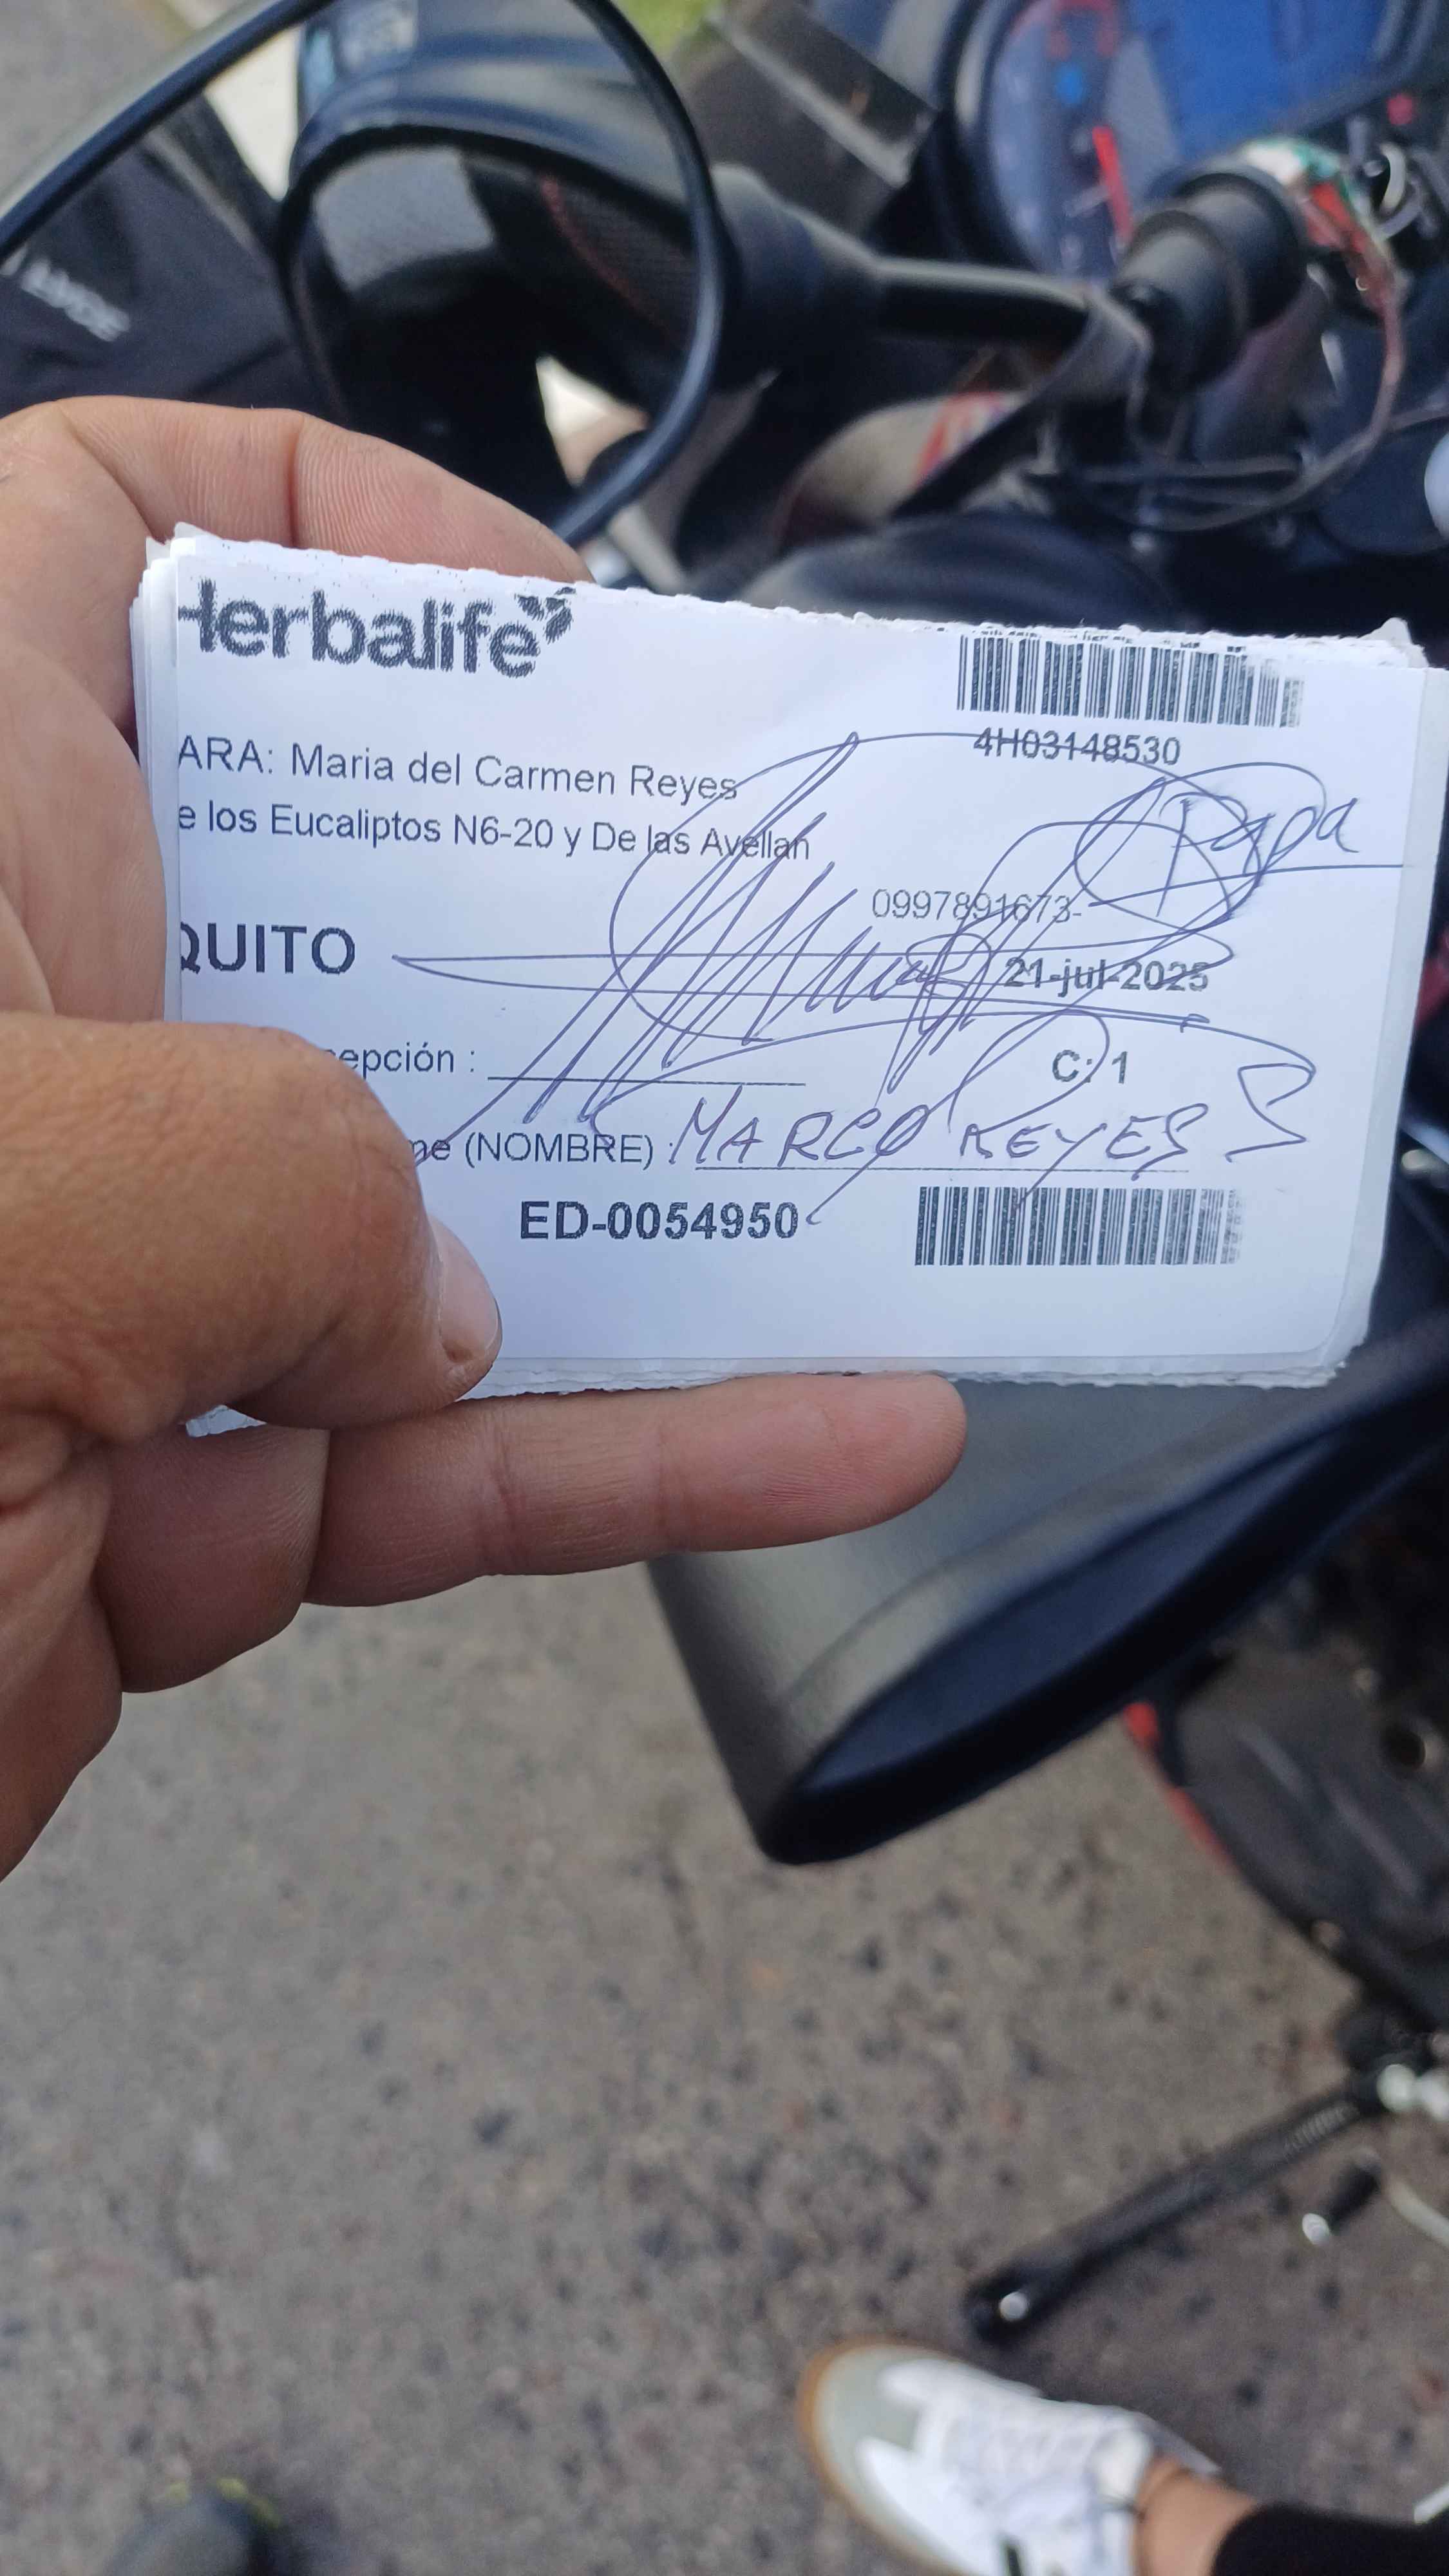 Herbalife
4H03148530
ARA: Maria del Carmen Reyes
e los Eucaliptos N6-20 y De las Avellan
Papa
0997891673-
QUITO
21-jul-2025
epción :
C: 1
me (NOMBRE) : MARCO REYES S
ED-0054950